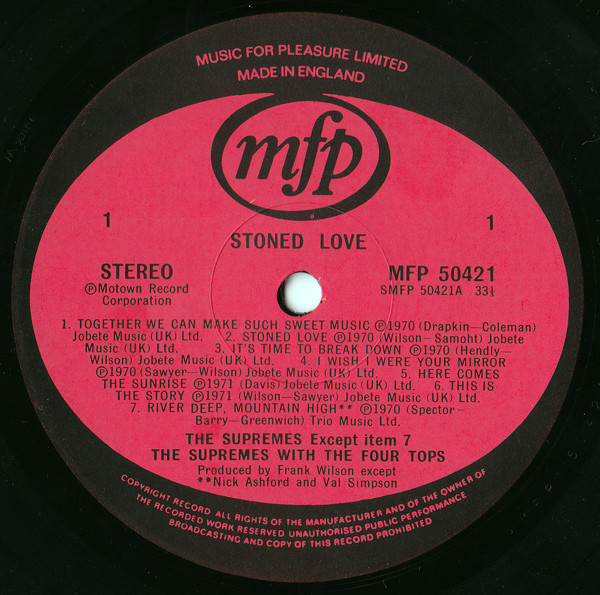 MUSIC FOR PLEASURE LIMITED
MADE IN ENGLAND
mfp
1
1
STONED LOVE
STEREO
MFP 50421
℗Motown Record
SMFP 50421A 33⅓
Corporation
1. TOGETHER WE CAN MAKE SUCH SWEET MUSIC ℗1970 (Drapkin—Coleman)
Jobete Music (UK) Ltd. 2. STONED LOVE ℗1970 (Wilson—Samoht) Jobete
Music (UK) Ltd. 3. IT'S TIME TO BREAK DOWN ℗1970 (Hendly—
Wilson) Jobete Music (UK) Ltd. 4. I WISH I WERE YOUR MIRROR
℗1970 (Sawyer—Wilson) Jobete Music (UK) Ltd. 5. HERE COMES
THE SUNRISE ℗1971 (Davis) Jobete Music (UK) Ltd. 6. THIS IS
THE STORY ℗1971 (Wilson—Sawyer) Jobete Music (UK) Ltd.
7. RIVER DEEP, MOUNTAIN HIGH** ℗1970 (Spector—
Barry—Greenwich) Trio Music Ltd.
THE SUPREMES Except item 7
THE SUPREMES WITH THE FOUR TOPS
Produced by Frank Wilson except
**Nick Ashford and Val Simpson
COPYRIGHT RECORD ALL RIGHTS OF THE MANUFACTURER AND OF THE OWNER OF
THE RECORDED WORK RESERVED UNAUTHORISED PUBLIC PERFORMANCE
BROADCASTING AND COPY OF THIS RECORD PROHIBITED